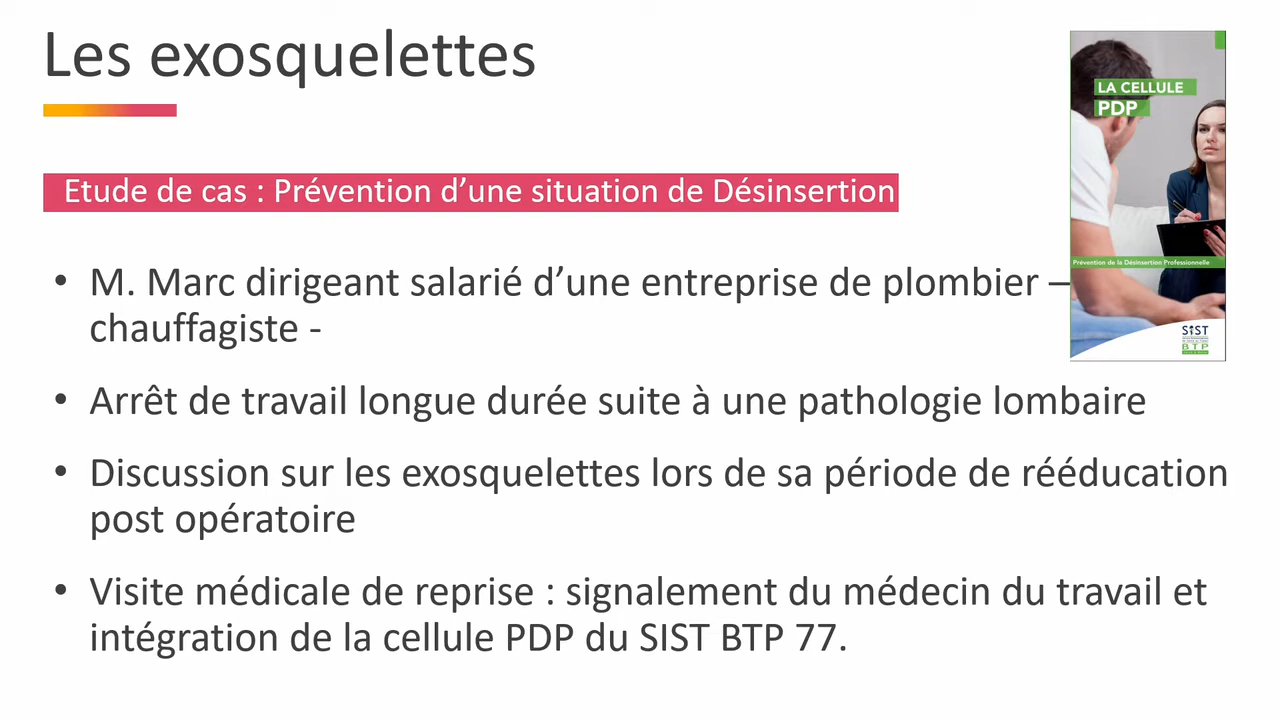 Les exosquelettes
LA CELLULE
PDP
Etude de cas : Prévention d’une situation de Désinsertion
Prévention de la Désinsertion Professionnelle
• M. Marc dirigeant salarié d’une entreprise de plombier –
chauffagiste -
SIST
BTP
• Arrêt de travail longue durée suite à une pathologie lombaire
• Discussion sur les exosquelettes lors de sa période de rééducation
post opératoire
• Visite médicale de reprise : signalement du médecin du travail et
intégration de la cellule PDP du SIST BTP 77.